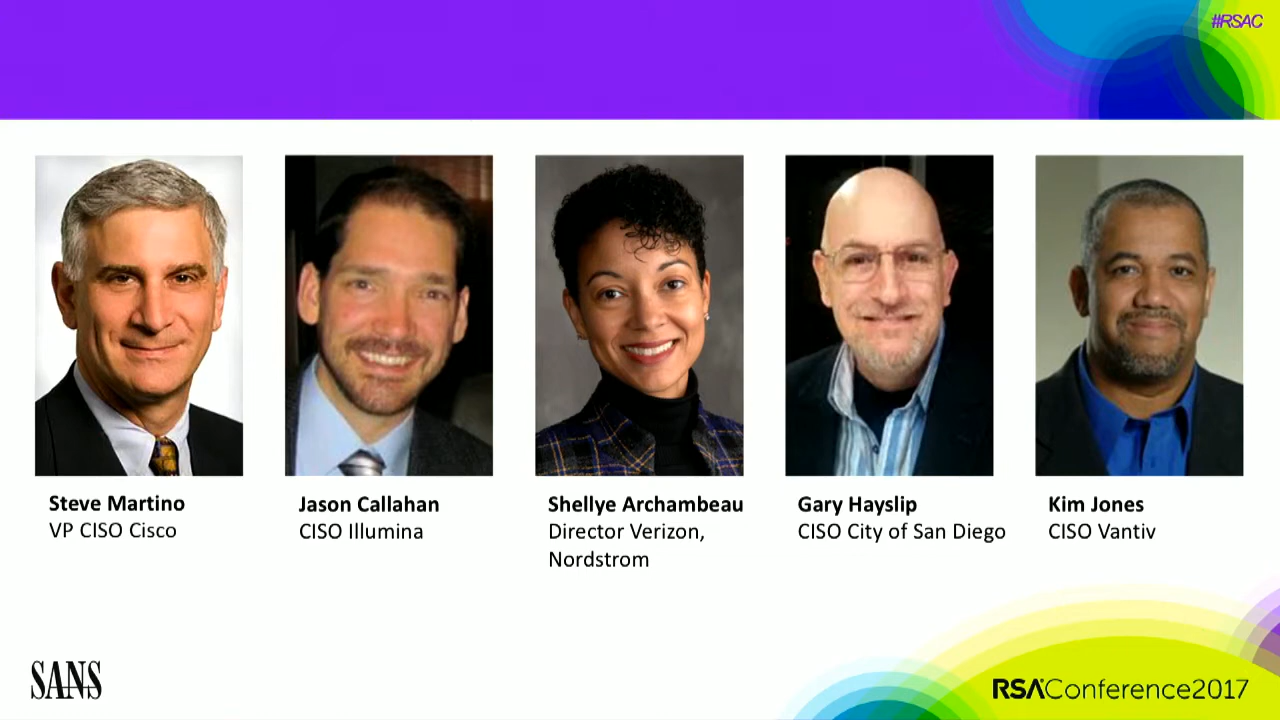 #RSAC
Steve Martino
VP CISO Cisco
Jason Callahan
CISO Illumina
Shellye Archambeau
Director Verizon,
Nordstrom
Gary Hayslip
CISO City of San Diego
Kim Jones
CISO Vantiv
SANS
RSAConference2017